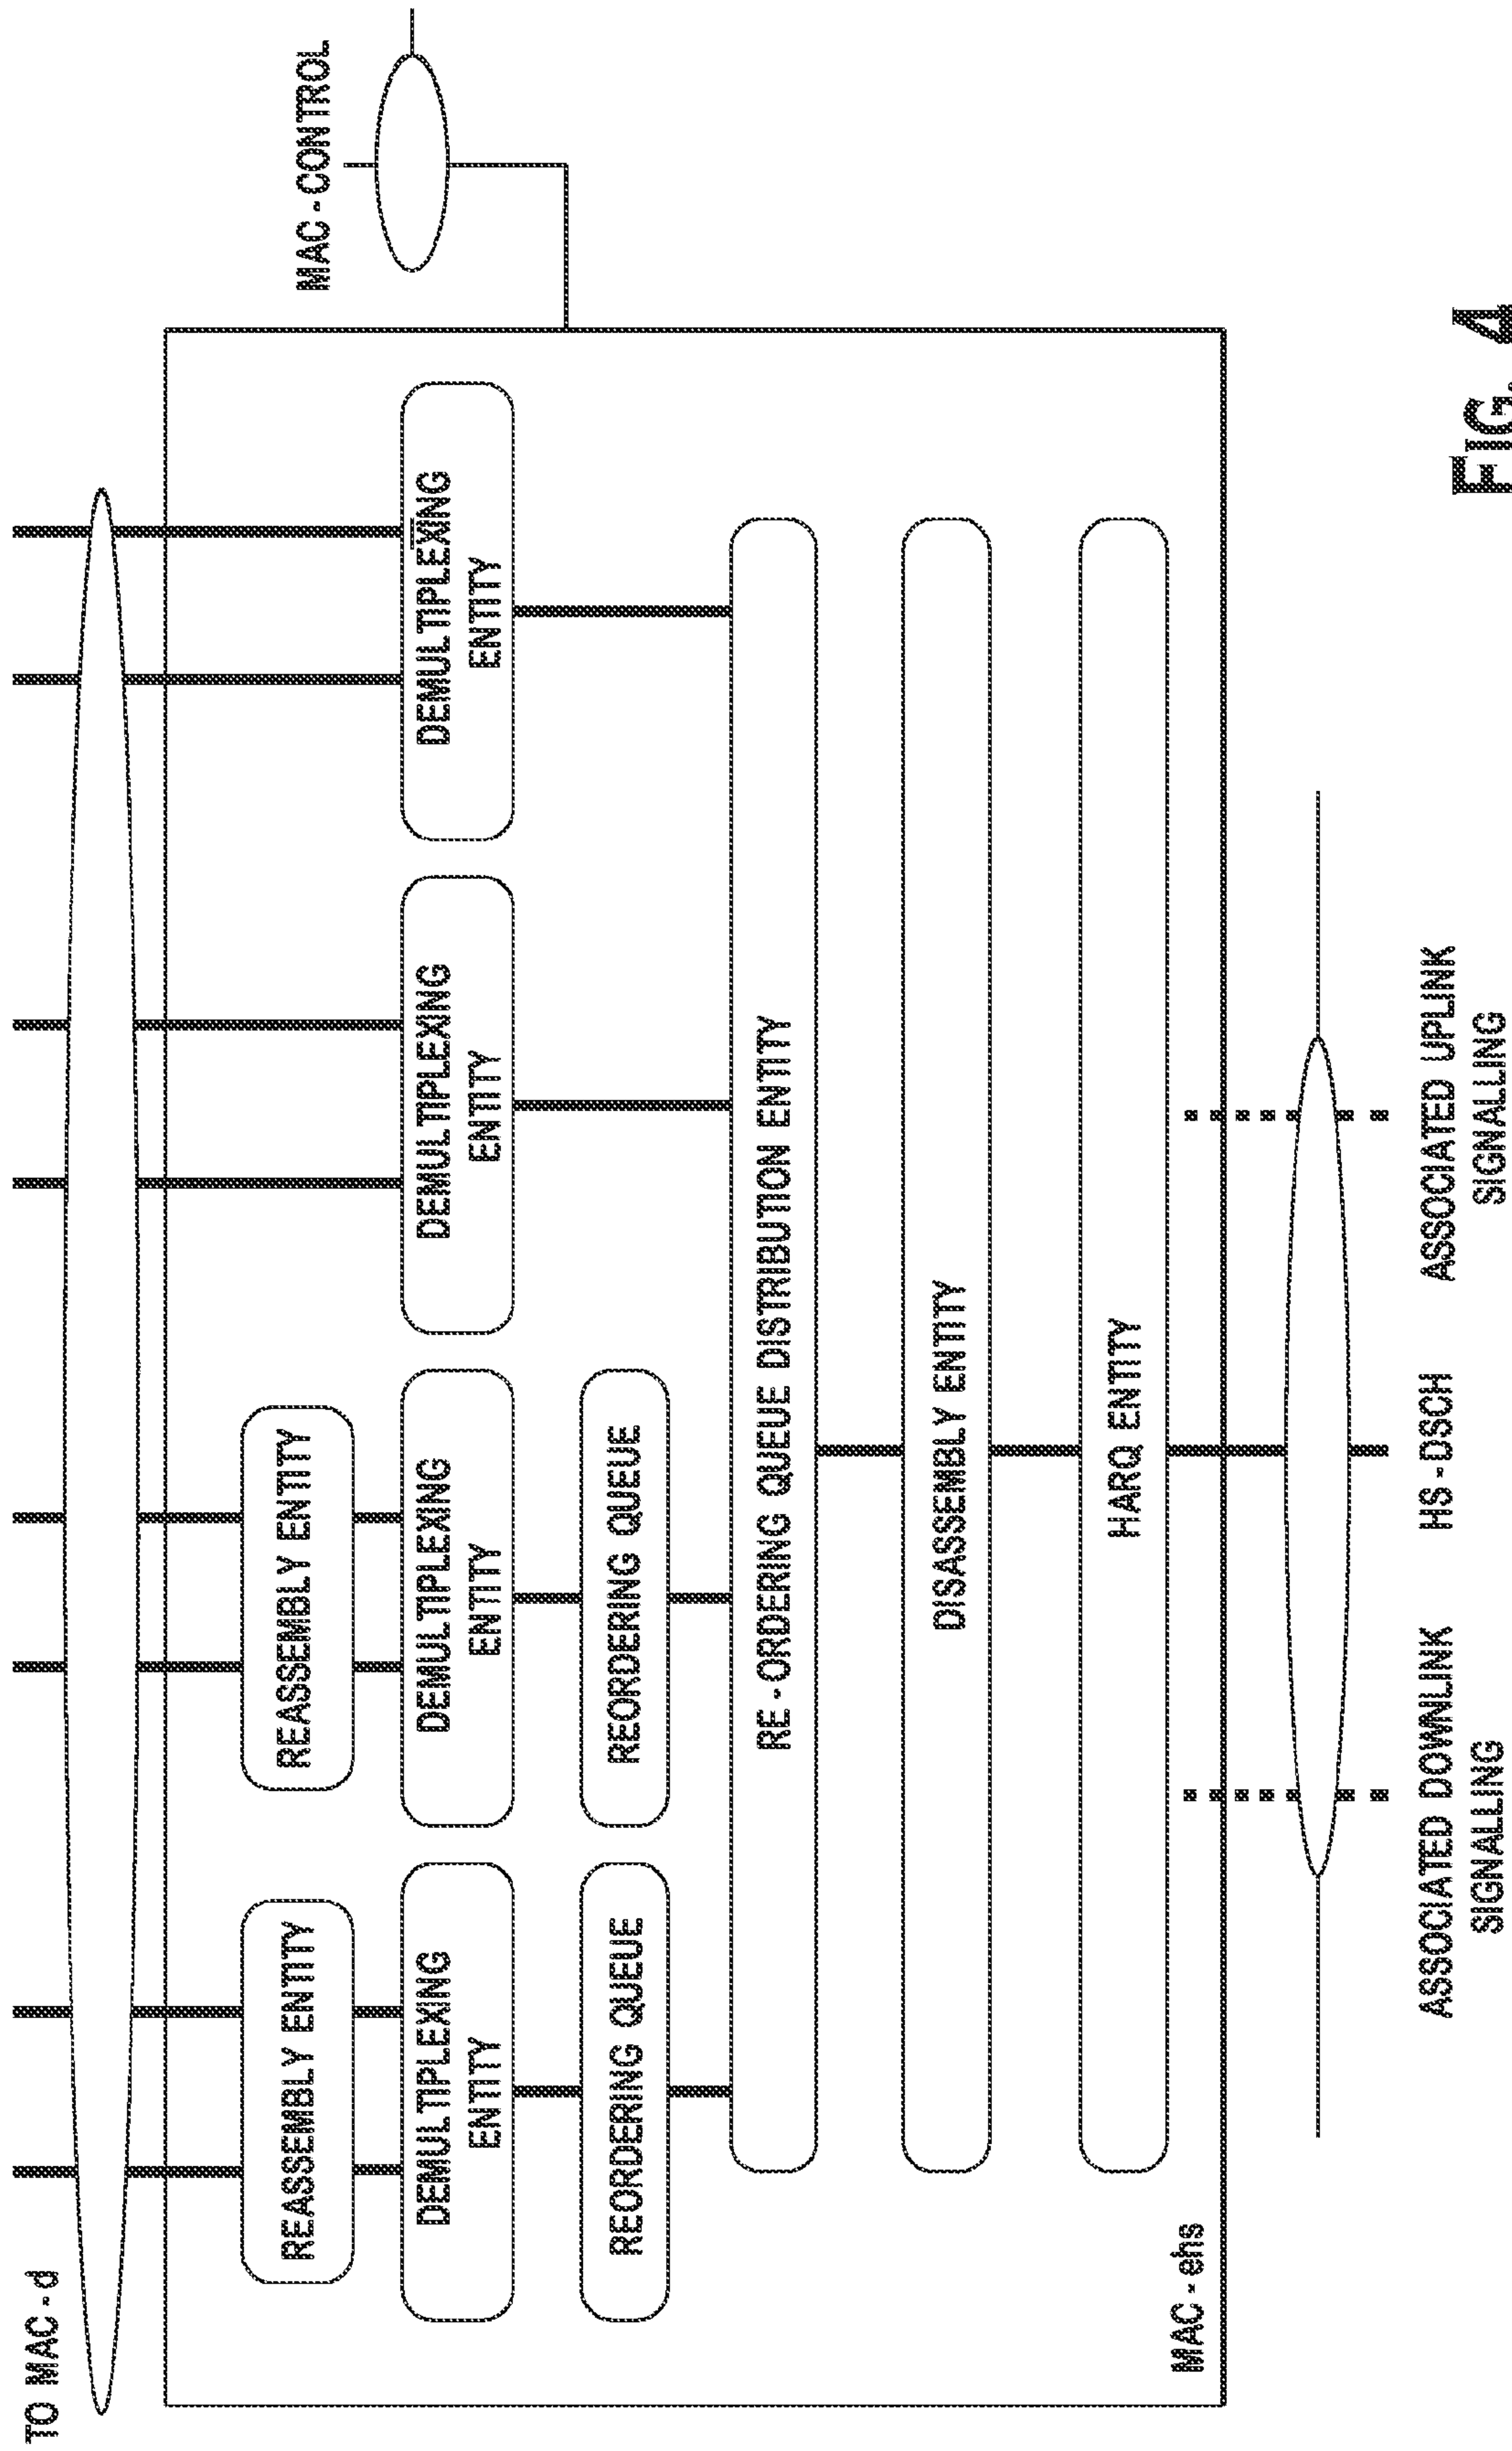 TO MAC-d
MAC-CONTROL
REASSEMBLY ENTITY
REASSEMBLY ENTITY
DEMULTIPLEXING
ENTITY
DEMULTIPLEXING
ENTITY
DEMULTIPLEXING
ENTITY
DEMULTIPLEXING
ENTITY
REORDERING QUEUE
REORDERING QUEUE
RE-ORDERING QUEUE DISTRIBUTION ENTITY
DISASSEMBLY ENTITY
HARQ ENTITY
MAC-ehs
ASSOCIATED DOWNLINK
SIGNALLING
HS-DSCH
ASSOCIATED UPLINK
SIGNALLING
FIG. 4